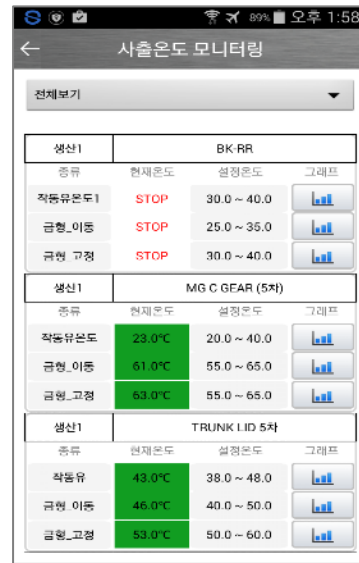 89% 오후 1:58
사출온도 모니터링
전체보기
생산1 BK-RR
종류 현재온도 설정온도 그래프
작동유온도1 STOP 30.0 ~ 40.0
금형_이동 STOP 25.0 ~ 35.0
금형_고정 STOP 30.0 ~ 40.0
생산1 MG C GEAR (5차)
종류 현재온도 설정온도 그래프
작동유온도 23.0℃ 20.0 ~ 40.0
금형_이동 61.0℃ 55.0 ~ 65.0
금형_고정 63.0℃ 55.0 ~ 65.0
생산1 TRUNK LID 5차
종류 현재온도 설정온도 그래프
작동유 43.0℃ 38.0 ~ 48.0
금형_이동 46.0℃ 40.0 ~ 50.0
금형_고정 53.0℃ 50.0 ~ 60.0